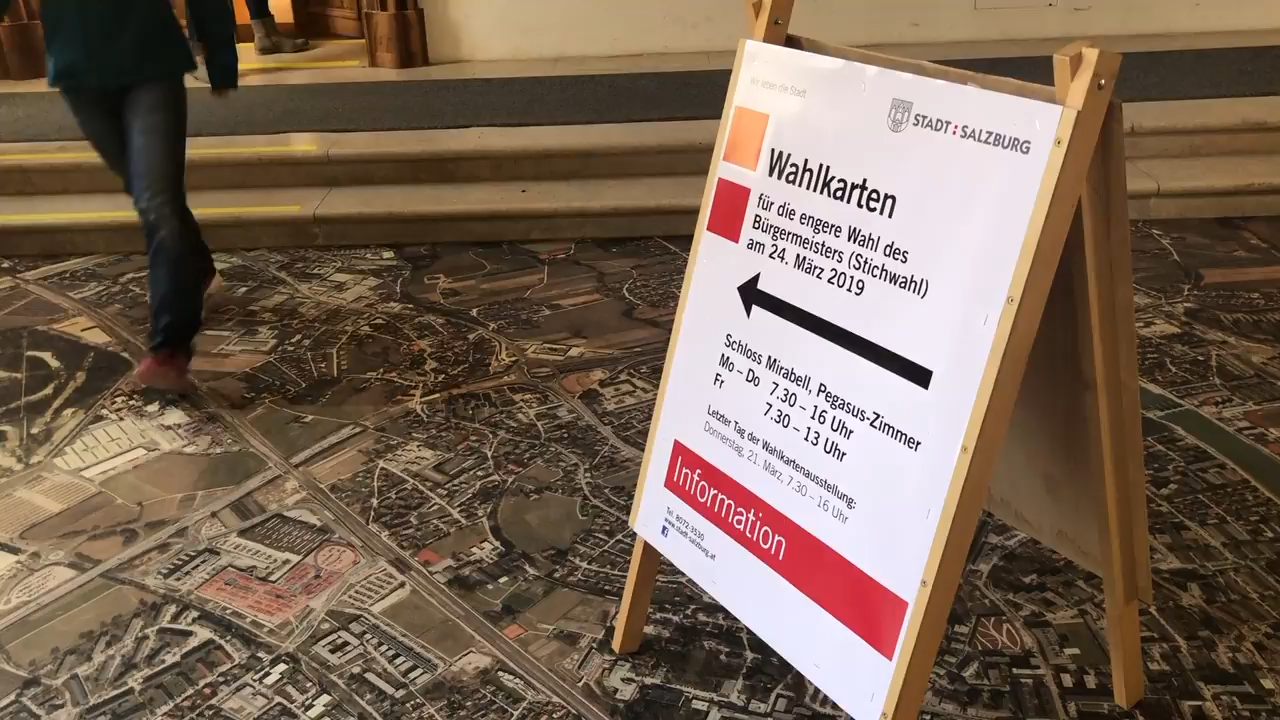 Wir leben die Stadt
STADT:SALZBURG
Wahlkarten
für die engere Wahl des
Bürgermeisters (Stichwahl)
am 24. März 2019
Schloss Mirabell, Pegasus-Zimmer
Mo – Do 7.30 – 16 Uhr
Fr 7.30 – 13 Uhr
Letzter Tag der Wahlkartenausstellung:
Donnerstag, 21. März, 7.30 – 16 Uhr
Information
Tel. 8072-3530
www.stadt-salzburg.at